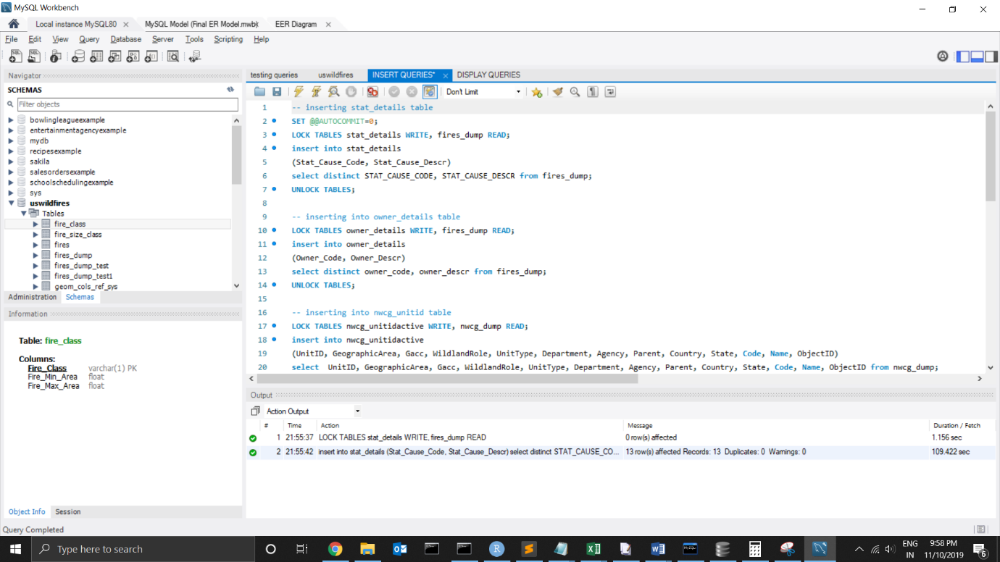 MySQL Workbench
Local instance MySQL80 MySQL Model (Final ER Model.mwb) EER Diagram
File Edit View Query Database Server Tools Scripting Help
Navigator
SCHEMAS
Filter objects
bowlingleagueexample
entertainmentagencyexample
mydb
recipesexample
sakila
salesordersexample
schoolschedulingexample
sys
uswildfires
Tables
fire_class
fire_size_class
fires
fires_dump
fires_dump_test
fires_dump_test1
geom_cols_ref_sys
Administration Schemas
Information
Table: fire_class
Columns:
Fire_Class varchar(1) PK
Fire_Min_Area float
Fire_Max_Area float
Object Info Session
Query Completed
testing queries uswildfires INSERT QUERIES* DISPLAY QUERIES
Don't Limit
1 -- inserting stat_details table
2 SET @@AUTOCOMMIT=0;
3 LOCK TABLES stat_details WRITE, fires_dump READ;
4 insert into stat_details
5 (Stat_Cause_Code, Stat_Cause_Descr)
6 select distinct STAT_CAUSE_CODE, STAT_CAUSE_DESCR from fires_dump;
7 UNLOCK TABLES;
8
9 -- inserting into owner_details table
10 LOCK TABLES owner_details WRITE, fires_dump READ;
11 insert into owner_details
12 (Owner_Code, Owner_Descr)
13 select distinct owner_code, owner_descr from fires_dump;
14 UNLOCK TABLES;
15
16 -- inserting into nwcg_unitid table
17 LOCK TABLES nwcg_unitidactive WRITE, nwcg_dump READ;
18 insert into nwcg_unitidactive
19 (UnitID, GeographicArea, Gacc, WildlandRole, UnitType, Department, Agency, Parent, Country, State, Code, Name, ObjectID)
20 select UnitID, GeographicArea, Gacc, WildlandRole, UnitType, Department, Agency, Parent, Country, State, Code, Name, ObjectID from nwcg_dump;
Output
Action Output
# Time Action Message Duration / Fetch
1 21:55:37 LOCK TABLES stat_details WRITE, fires_dump READ 0 row(s) affected 1.156 sec
2 21:55:42 insert into stat_details (Stat_Cause_Code, Stat_Cause_Descr) select distinct STAT_CAUSE_CO... 13 row(s) affected Records: 13 Duplicates: 0 Warnings: 0 109.422 sec
Type here to search
ENG
IN
9:58 PM
11/10/2019
6